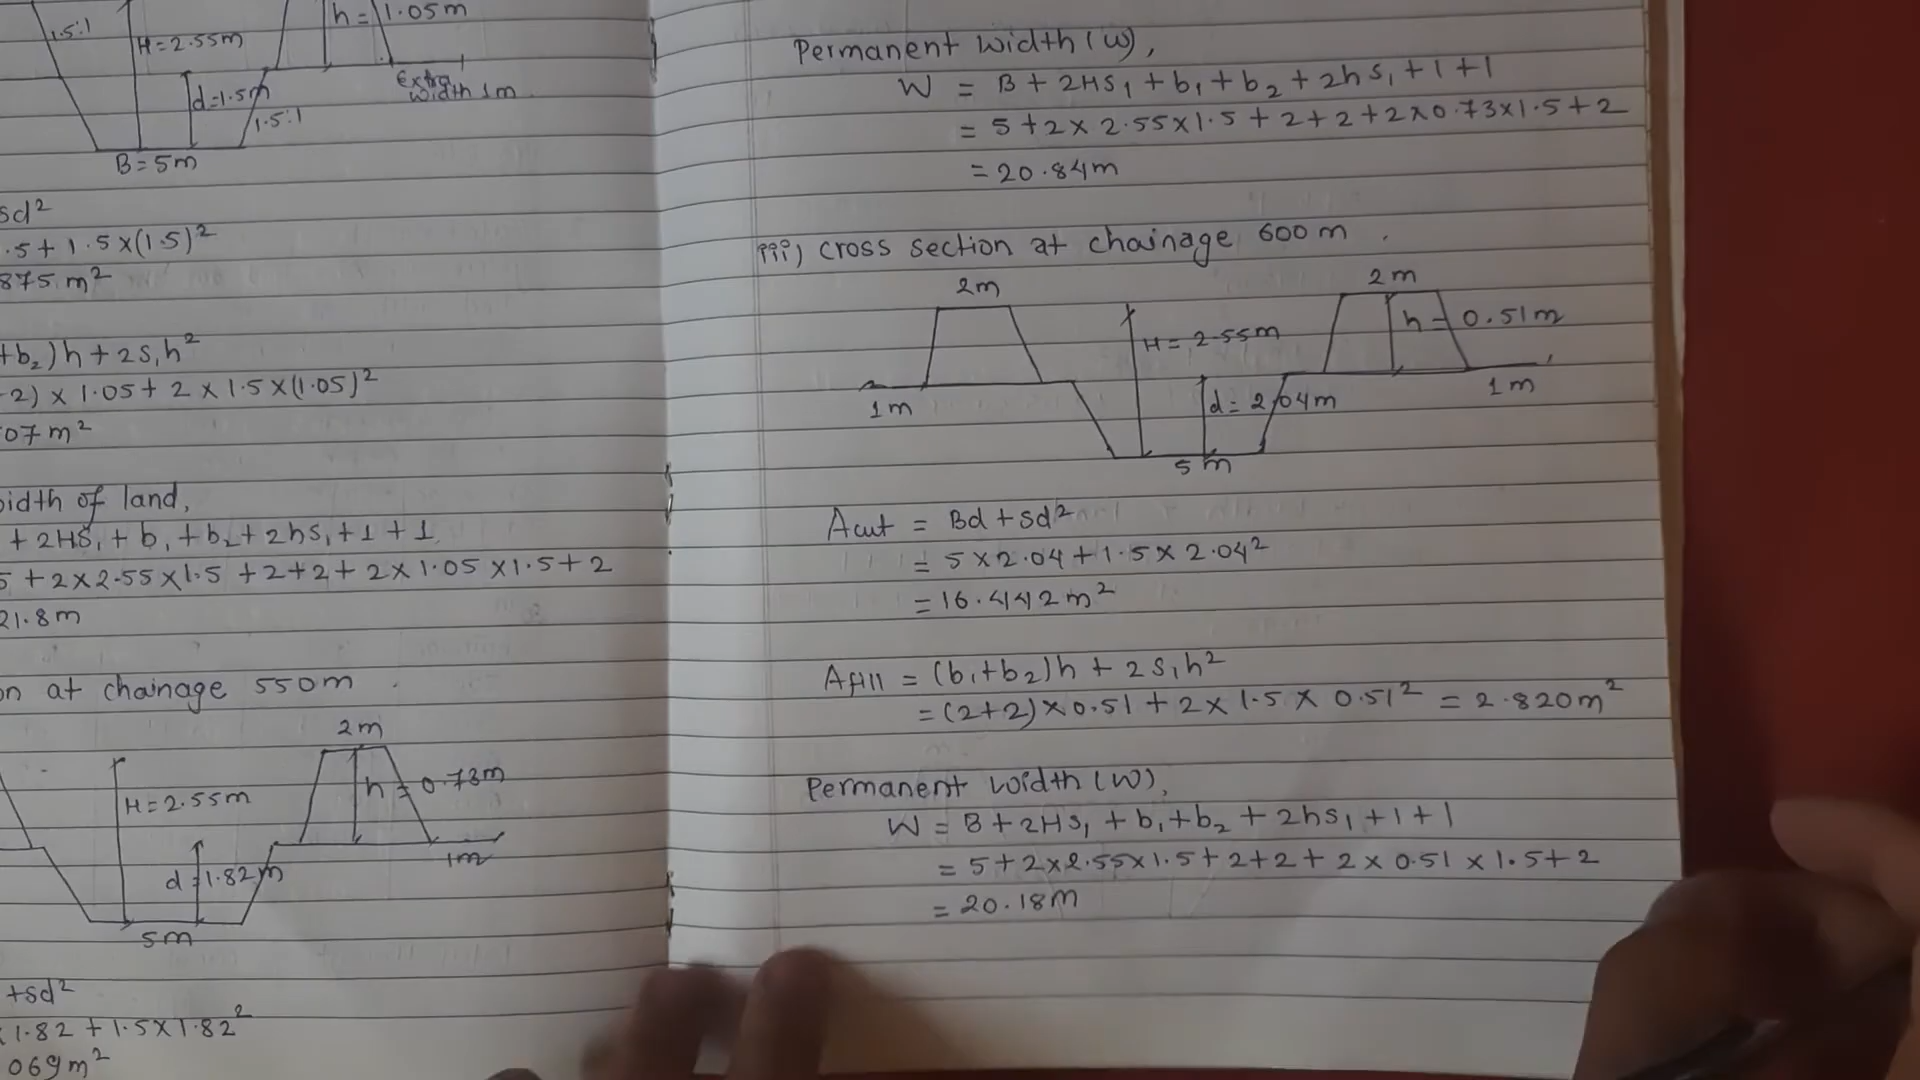 1.5:1
H = 2.55m
h = 1.05m
d=1.5m
Extra
width 1m
1.5:1
B = 5m
sd²
.5 + 1.5 × (1.5)²
875 m²
+b₂)h + 2s₁h²
2) × 1.05 + 2 × 1.5 × (1.05)²
07 m²
width of land,
+ 2HS₁ + b₁ + b₂ + 2hs₁ + 1 + 1
5 + 2 × 2.55 × 1.5 + 2 + 2 + 2 × 1.05 × 1.5 + 2
21.8m
n at chainage 550m
2m
H = 2.55m
h = 0.73m
d = 1.82m
1m
5m
+sd²
× 1.82 + 1.5 × 1.82²
069m²
Permanent width (W),
W = B + 2HS₁ + b₁ + b₂ + 2hs₁ + 1 + 1
= 5 + 2 × 2.55 × 1.5 + 2 + 2 + 2 × 0.73 × 1.5 + 2
= 20.84m
iii) cross section at chainage 600m.
2m
2m
H = 2.55m
h = 0.51m
1m
d = 2.04m
1m
5m
Acut = Bd + sd²
= 5 × 2.04 + 1.5 × 2.04²
= 16.442m²
Afill = (b₁+b₂)h + 2s₁h²
= (2+2) × 0.51 + 2 × 1.5 × 0.51² = 2.820m²
Permanent width (W),
W = B + 2HS₁ + b₁ + b₂ + 2hs₁ + 1 + 1
= 5 + 2 × 2.55 × 1.5 + 2 + 2 + 2 × 0.51 × 1.5 + 2
= 20.18m